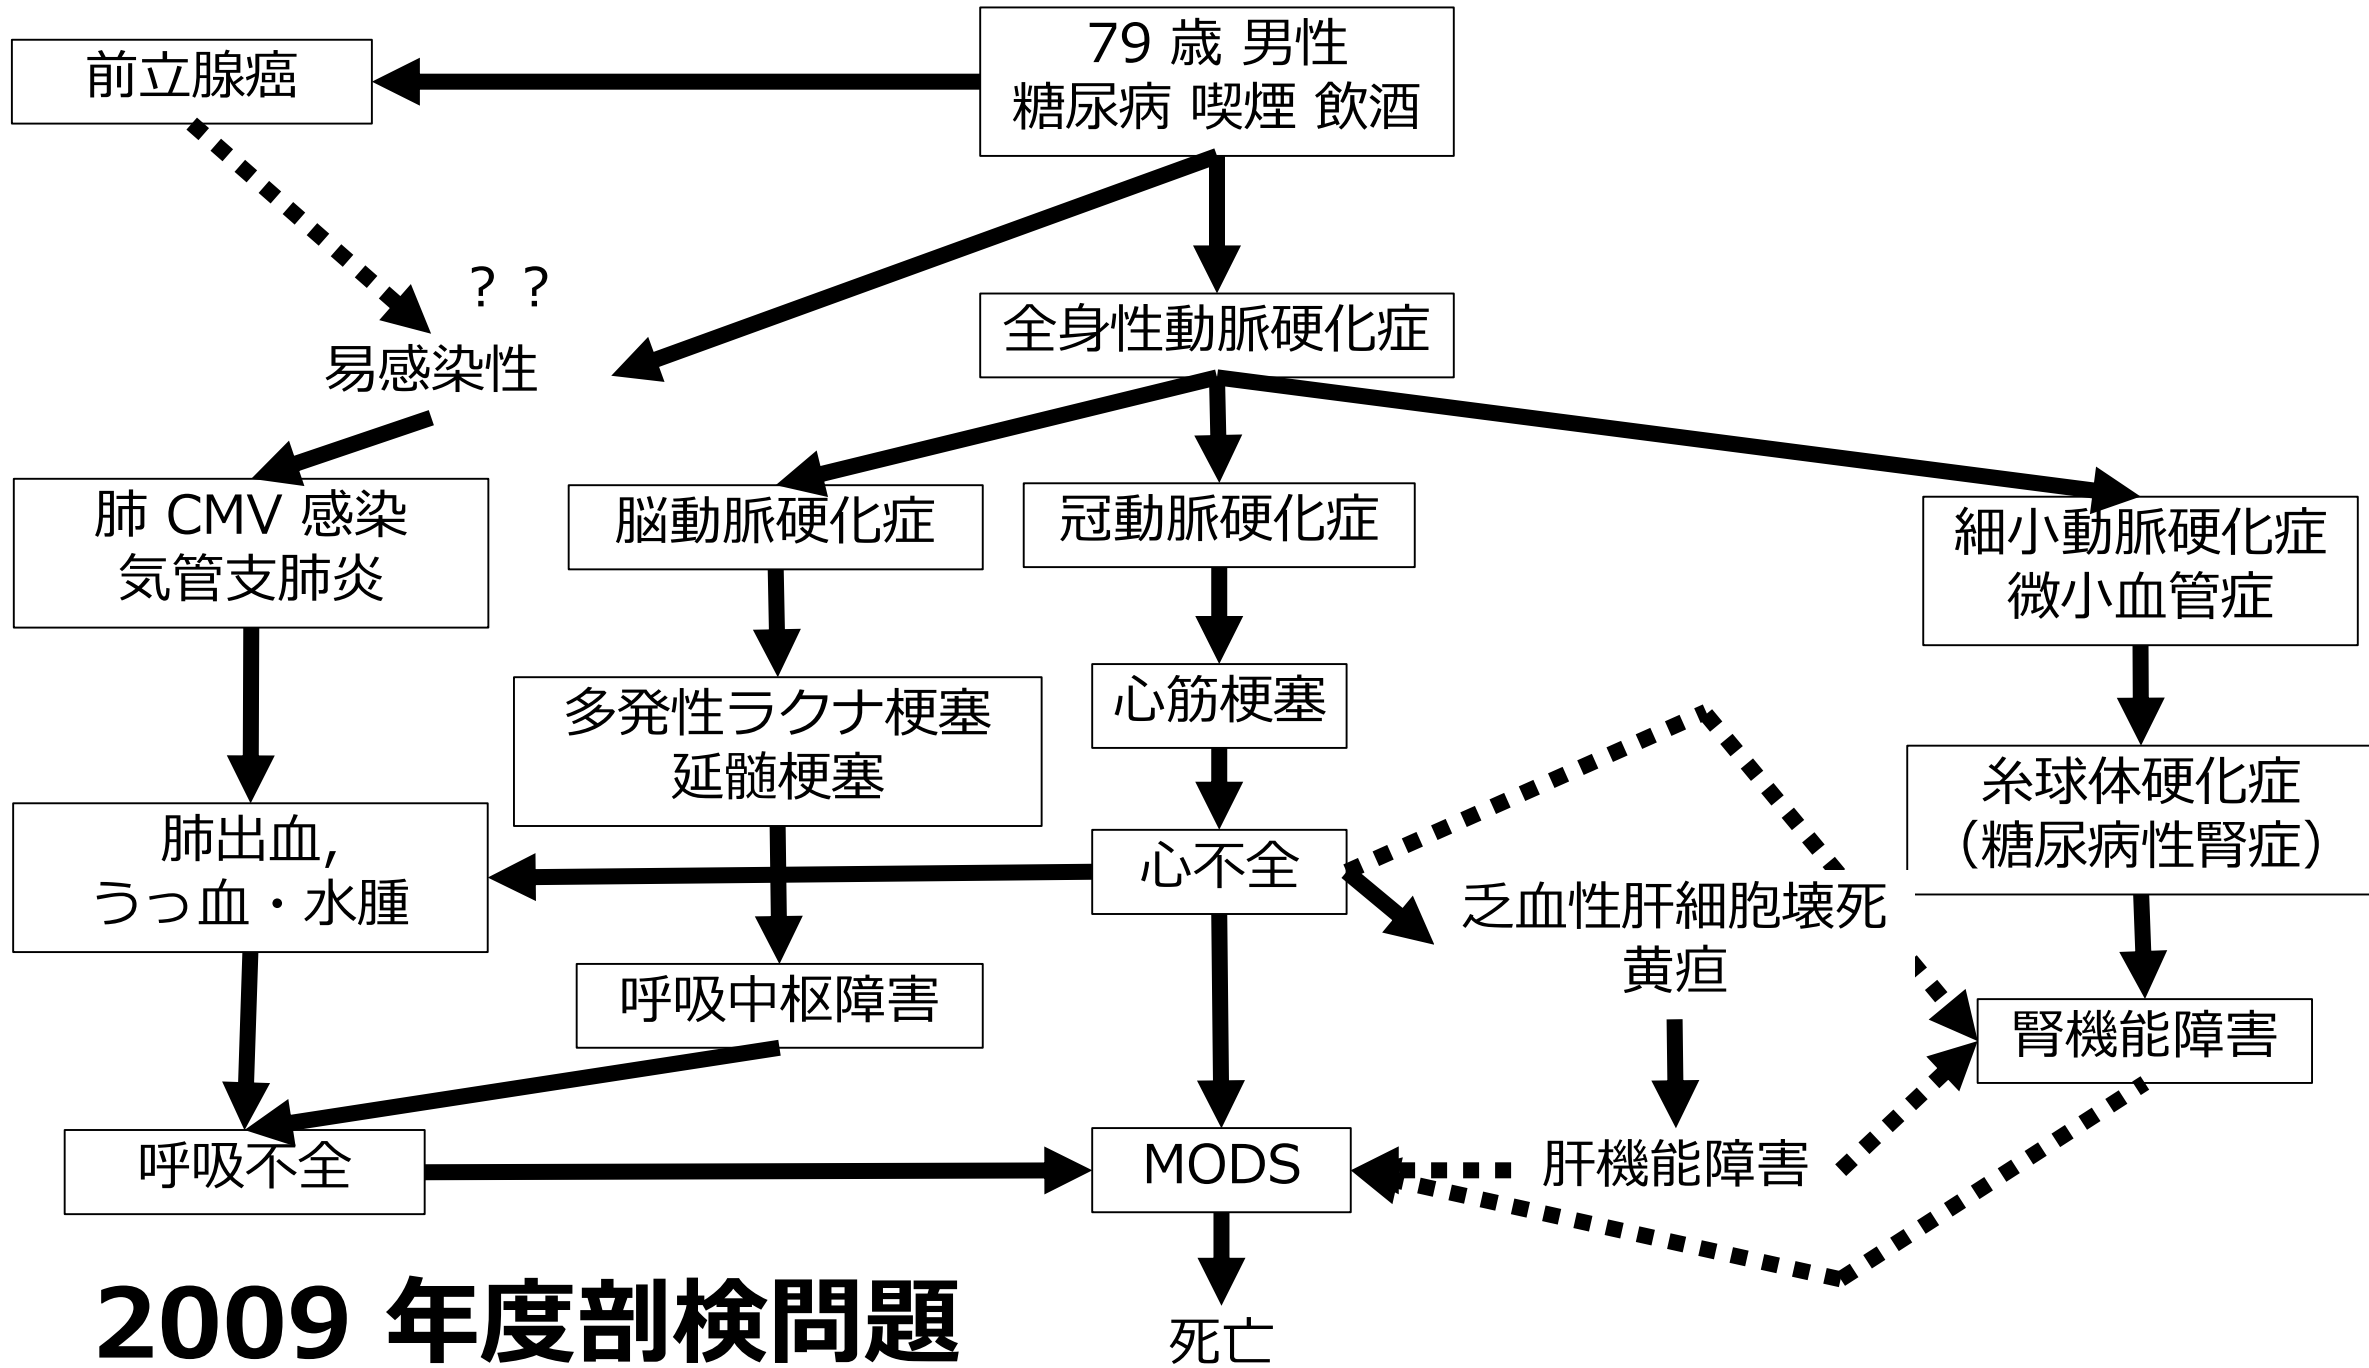 79 歳 男性
糖尿病 喫煙 飲酒
前立腺癌
？？
易感染性
全身性動脈硬化症
肺 CMV 感染
気管支肺炎
脳動脈硬化症
冠動脈硬化症
細小動脈硬化症
微小血管症
多発性ラクナ梗塞
延髄梗塞
心筋梗塞
糸球体硬化症
（糖尿病性腎症）
肺出血,
うっ血・水腫
心不全
乏血性肝細胞壊死
黄疸
呼吸中枢障害
腎機能障害
呼吸不全
MODS
肝機能障害
死亡
2009 年度剖検問題